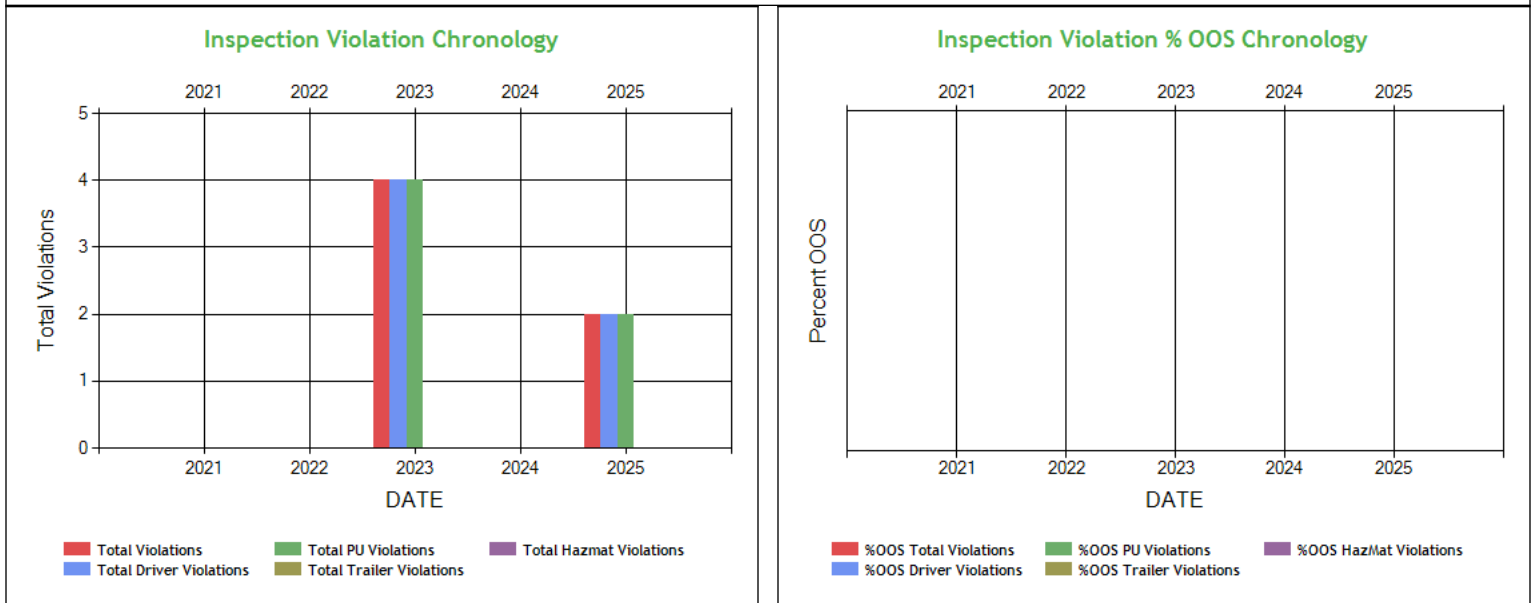 Inspection Violation Chronology
2021 2022 2023 2024 2025
5
4
3
2
1
0
Total Violations
2021 2022 2023 2024 2025
DATE
Total Violations Total PU Violations Total Hazmat Violations
Total Driver Violations Total Trailer Violations
Inspection Violation % OOS Chronology
2021 2022 2023 2024 2025
Percent OOS
2021 2022 2023 2024 2025
DATE
%OOS Total Violations %OOS PU Violations %OOS HazMat Violations
%OOS Driver Violations %OOS Trailer Violations